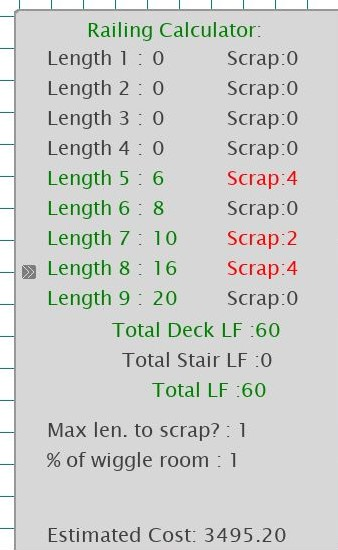 Railing Calculator:
Length 1 : 0 Scrap:0
Length 2 : 0 Scrap:0
Length 3 : 0 Scrap:0
Length 4 : 0 Scrap:0
Length 5 : 6 Scrap:4
Length 6 : 8 Scrap:0
Length 7 : 10 Scrap:2
Length 8 : 16 Scrap:4
Length 9 : 20 Scrap:0
Total Deck LF :60
Total Stair LF :0
Total LF :60
Max len. to scrap? : 1
% of wiggle room : 1
Estimated Cost: 3495.20